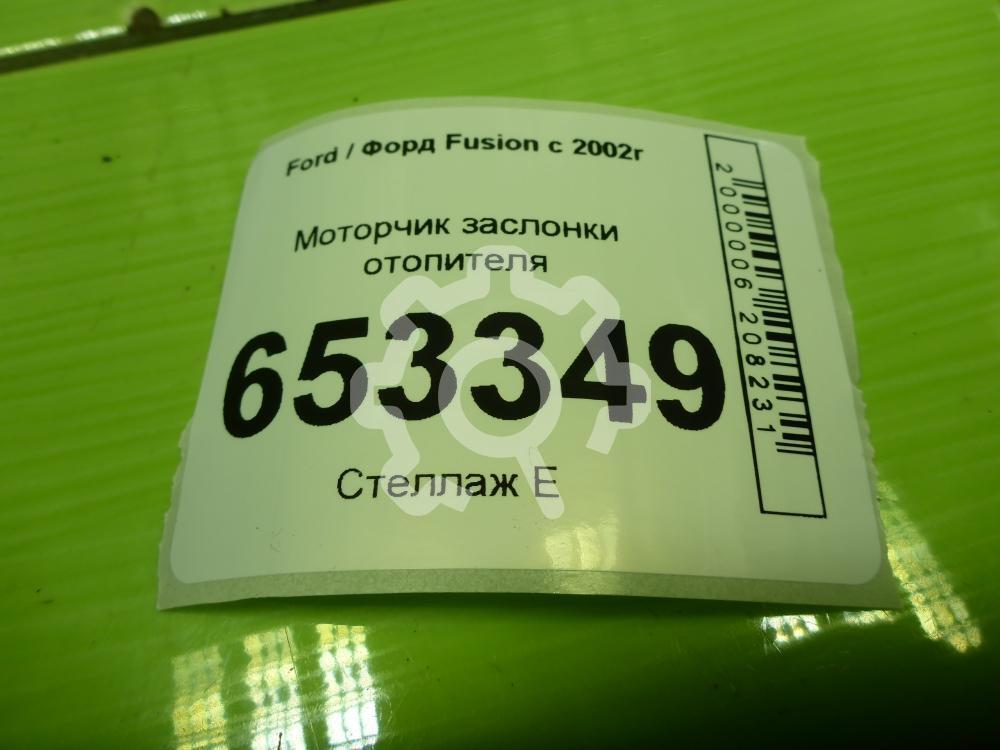 Ford / Форд Fusion с 2002г
Моторчик заслонки
отопителя
653349
Стеллаж Е
2000006208231